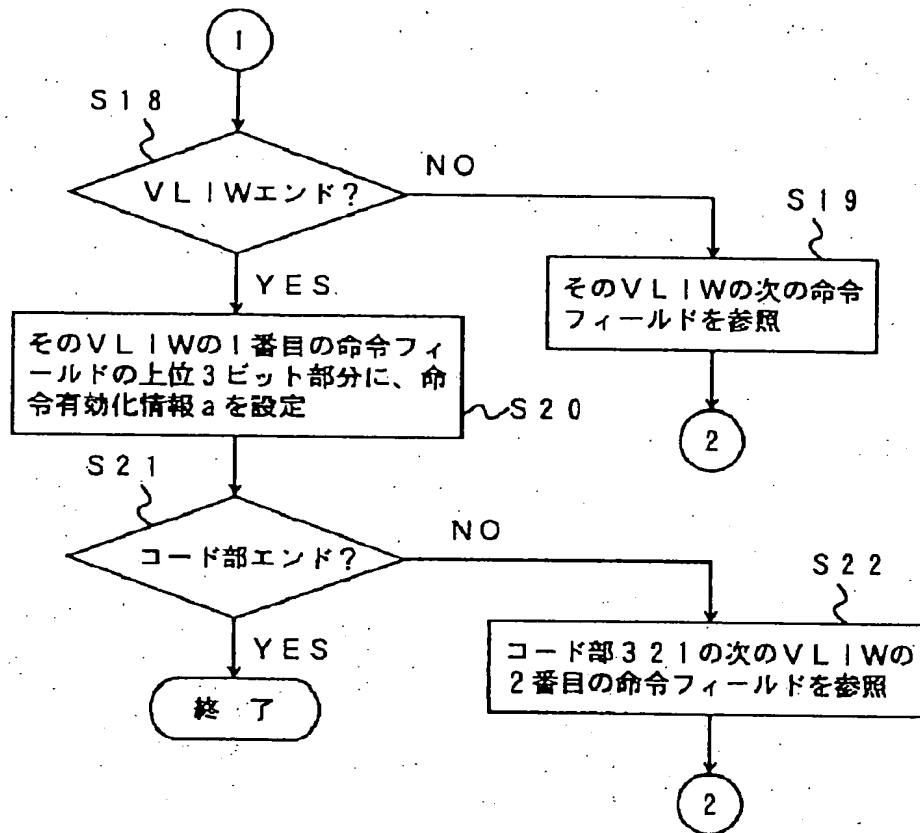 1
S18
VLIWエンド?
NO
YES
S19
そのVLIWの次の命令
フィールドを参照
2
そのVLIWの1番目の命令フィ
ールドの上位3ビット部分に、命
令有効化情報aを設定
S20
S21
コード部エンド?
NO
YES
終 了
S22
コード部321の次のVLIWの
2番目の命令フィールドを参照
2